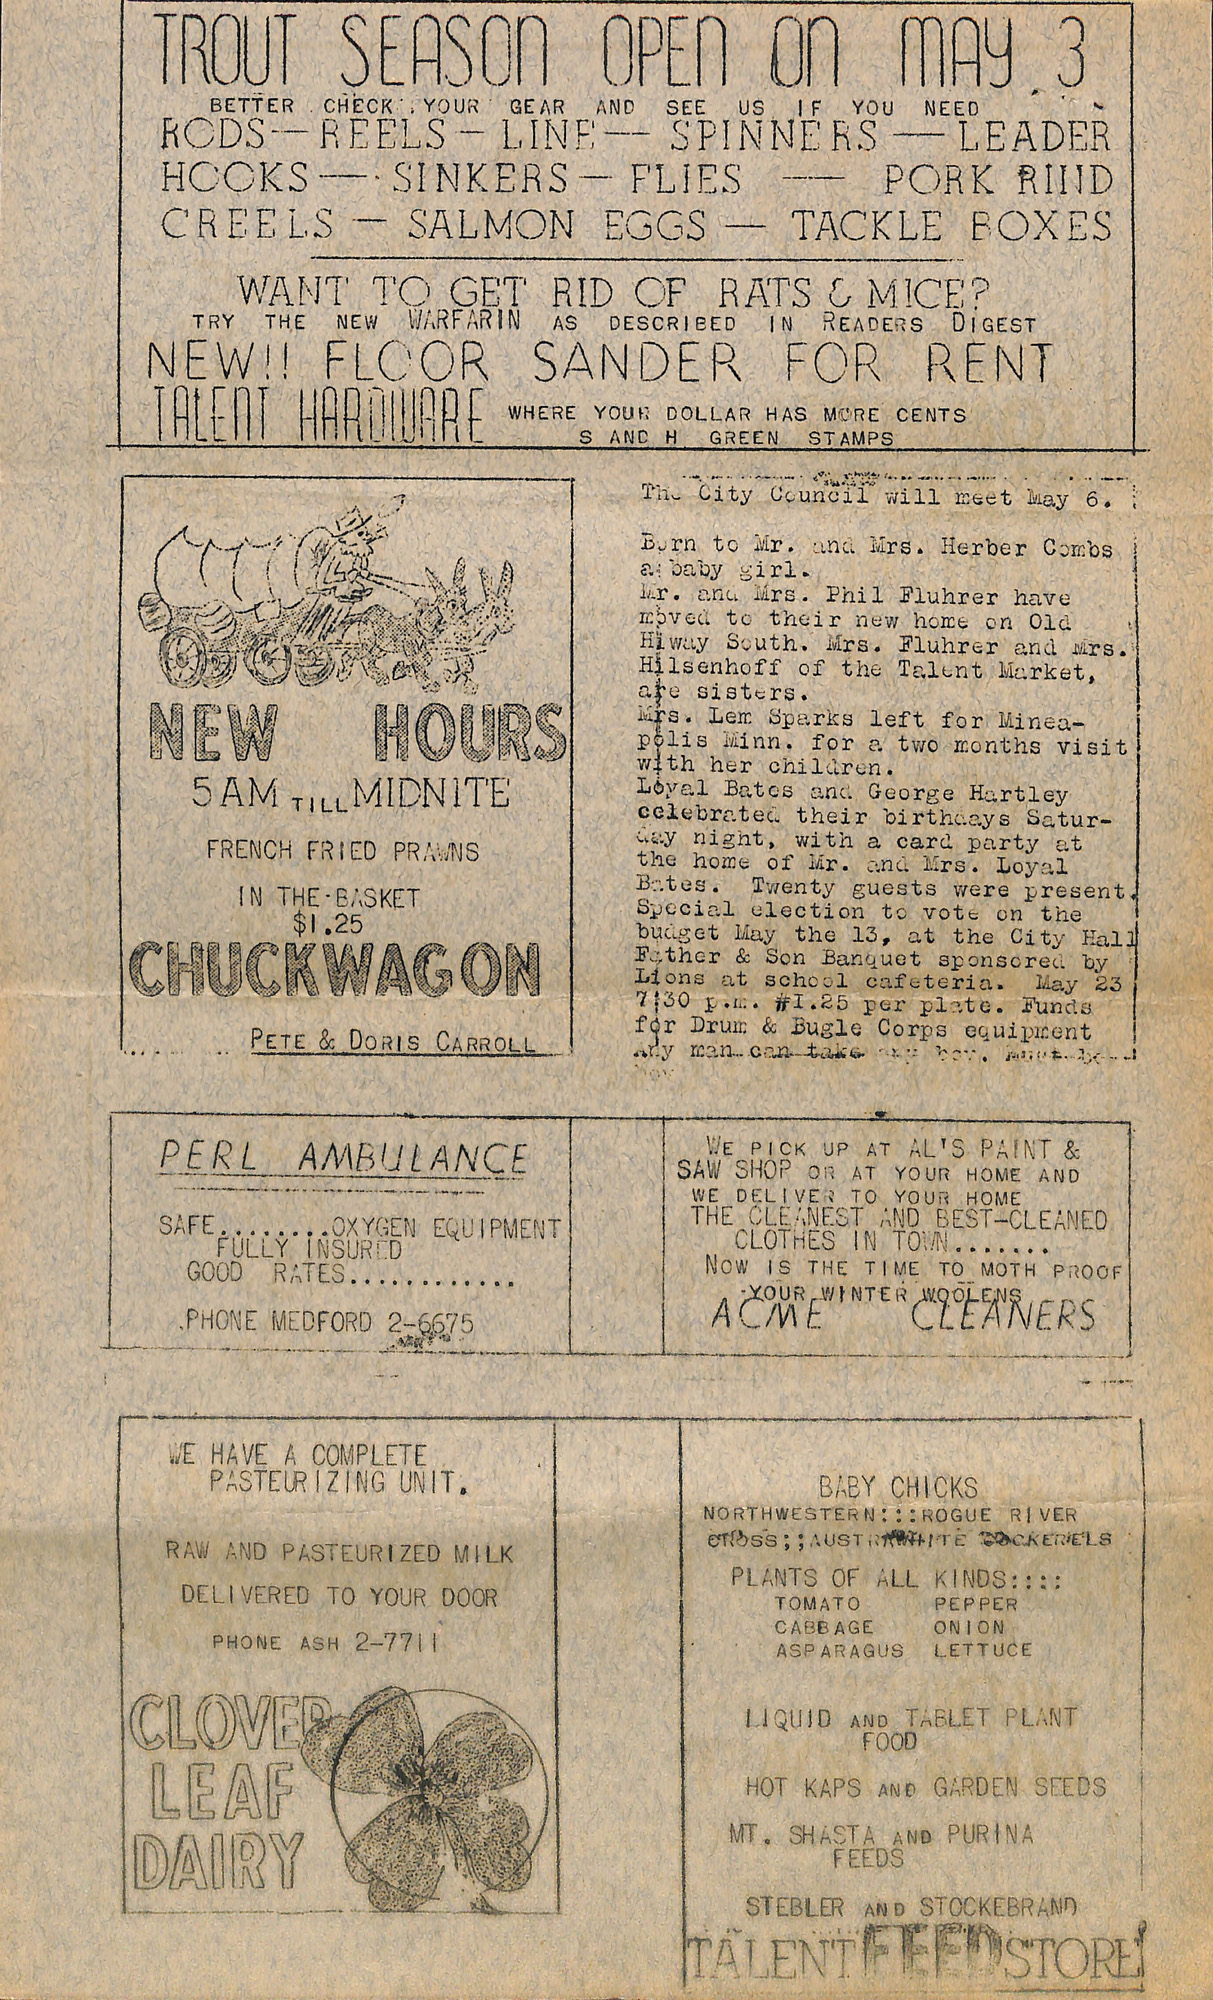 TROUT SEASON OPEN ON MAY 3
BETTER CHECK YOUR GEAR AND SEE US IF YOU NEED
RODS — REELS — LINE — SPINNERS — LEADER
HOOKS — SINKERS — FLIES — PORK RIND
CREELS — SALMON EGGS — TACKLE BOXES
WANT TO GET RID OF RATS & MICE?
TRY THE NEW WARFARIN AS DESCRIBED IN READERS DIGEST
NEW!! FLOOR SANDER FOR RENT
TALENT HARDWARE WHERE YOUR DOLLAR HAS MORE CENTS
S AND H GREEN STAMPS
NEW HOURS
5 AM TILL MIDNITE
FRENCH FRIED PRAWNS
IN THE BASKET
$1.25
CHUCKWAGON
PETE & DORIS CARROLL
The City Council will meet May 6.
Born to Mr. and Mrs. Herber Combs
a baby girl.
Mr. and Mrs. Phil Fluhrer have
moved to their new home on Old
Hiway South. Mrs. Fluhrer and Mrs.
Hilsenhoff of the Talent Market,
are sisters.
Mrs. Lem Sparks left for Minea-
polis Minn. for a two months visit
with her children.
Loyal Bates and George Hartley
celebrated their birthdays Satur-
day night, with a card party at
the home of Mr. and Mrs. Loyal
Bates. Twenty guests were present.
Special election to vote on the
budget May the 13, at the City Hall
Father & Son Banquet sponsored by
Lions at school cafeteria. May 23
7:30 p.m. #1.25 per plate. Funds
for Drum & Bugle Corps equipment
Any man can take any boy. Must be
PERL AMBULANCE
SAFE........OXYGEN EQUIPMENT
FULLY INSURED
GOOD RATES............
PHONE MEDFORD 2-6675
WE PICK UP AT AL'S PAINT &
SAW SHOP OR AT YOUR HOME AND
WE DELIVER TO YOUR HOME
THE CLEANEST AND BEST-CLEANED
CLOTHES IN TOWN.......
NOW IS THE TIME TO MOTH PROOF
YOUR WINTER WOOLENS
ACME CLEANERS
WE HAVE A COMPLETE
PASTEURIZING UNIT.
RAW AND PASTEURIZED MILK
DELIVERED TO YOUR DOOR
PHONE ASH 2-7711
CLOVER
LEAF
DAIRY
BABY CHICKS
NORTHWESTERN:::ROGUE RIVER
CROSS;;AUSTRAWHITE COCKERELS
PLANTS OF ALL KINDS::::
TOMATO PEPPER
CABBAGE ONION
ASPARAGUS LETTUCE
LIQUID AND TABLET PLANT
FOOD
HOT KAPS AND GARDEN SEEDS
MT. SHASTA AND PURINA
FEEDS
STEBLER AND STOCKEBRAND
TALENT FEED STORE